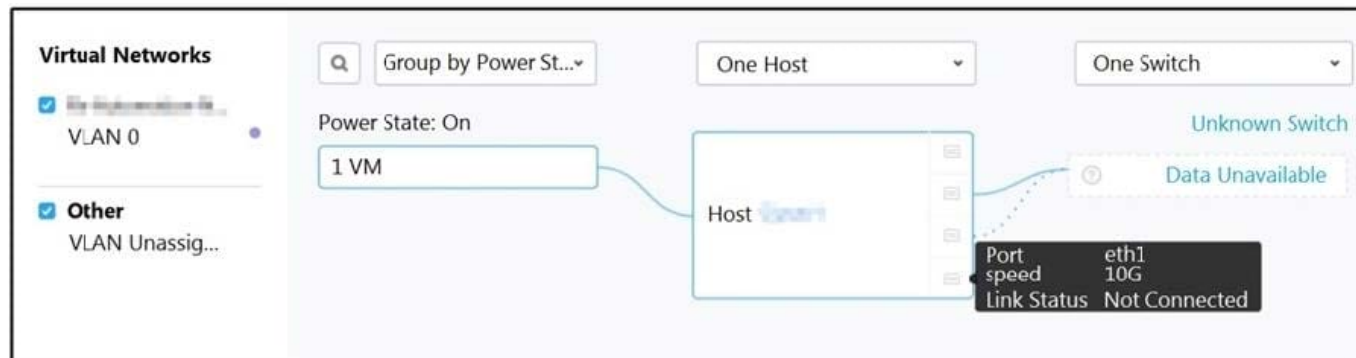 Virtual Networks
VLAN 0
Other
VLAN Unassig...
Group by Power St...
One Host
One Switch
Power State: On
1 VM
Host
Unknown Switch
Data Unavailable
Port eth1
speed 10G
Link Status Not Connected